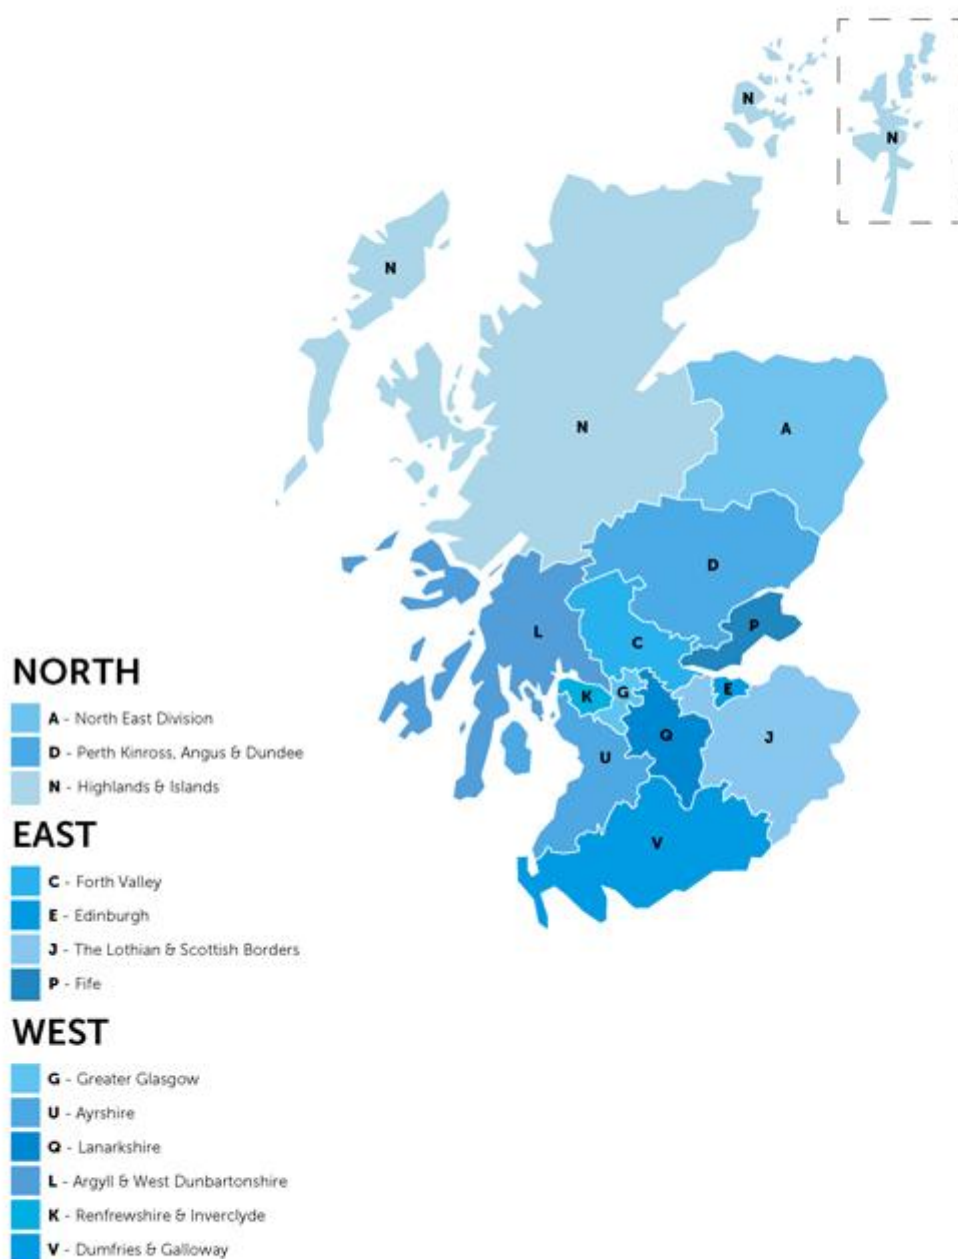 N
N
N
N
A
D
L
C
P
K
G
E
Q
J
U
V
NORTH
A - North East Division
D - Perth Kinross, Angus & Dundee
N - Highlands & Islands
EAST
C - Forth Valley
E - Edinburgh
J - The Lothian & Scottish Borders
P - Fife
WEST
G - Greater Glasgow
U - Ayrshire
Q - Lanarkshire
L - Argyll & West Dunbartonshire
K - Renfrewshire & Inverclyde
V - Dumfries & Galloway